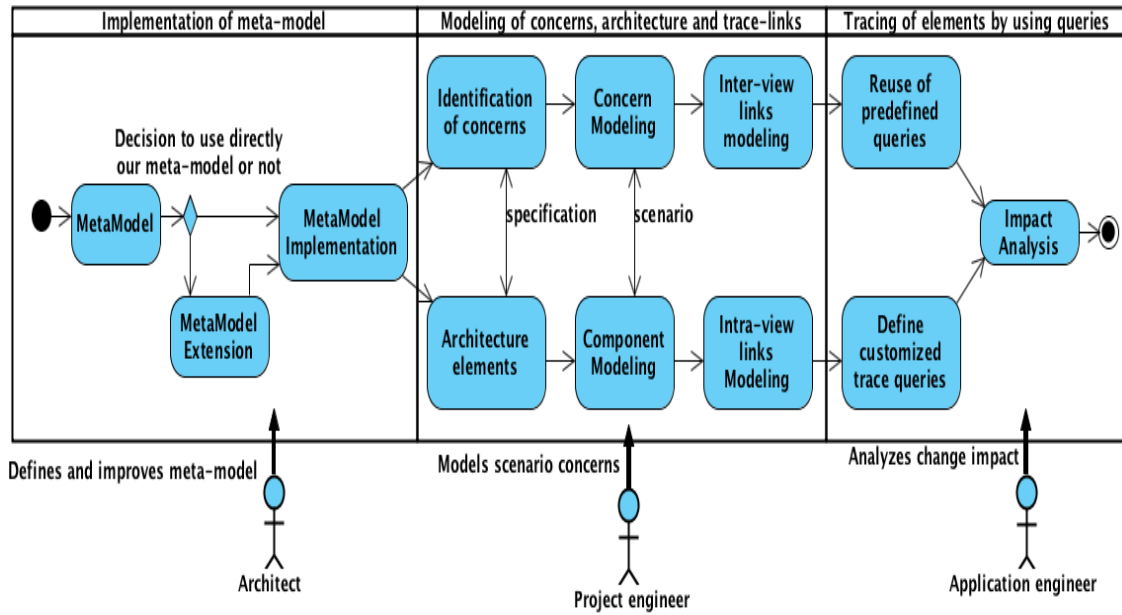 Implementation of meta-model
Modeling of concerns, architecture and trace-links
Tracing of elements by using queries
Decision to use directly
our meta-model or not
MetaModel
MetaModel
Implementation
MetaModel
Extension
Identification
of concerns
Concern
Modeling
Inter-view
links
modeling
specification
scenario
Architecture
elements
Component
Modeling
Intra-view
links
Modeling
Reuse of
predefined
queries
Impact
Analysis
Define
customized
trace queries
Defines and improves meta-model
Models scenario concerns
Analyzes change impact
Architect
Project engineer
Application engineer